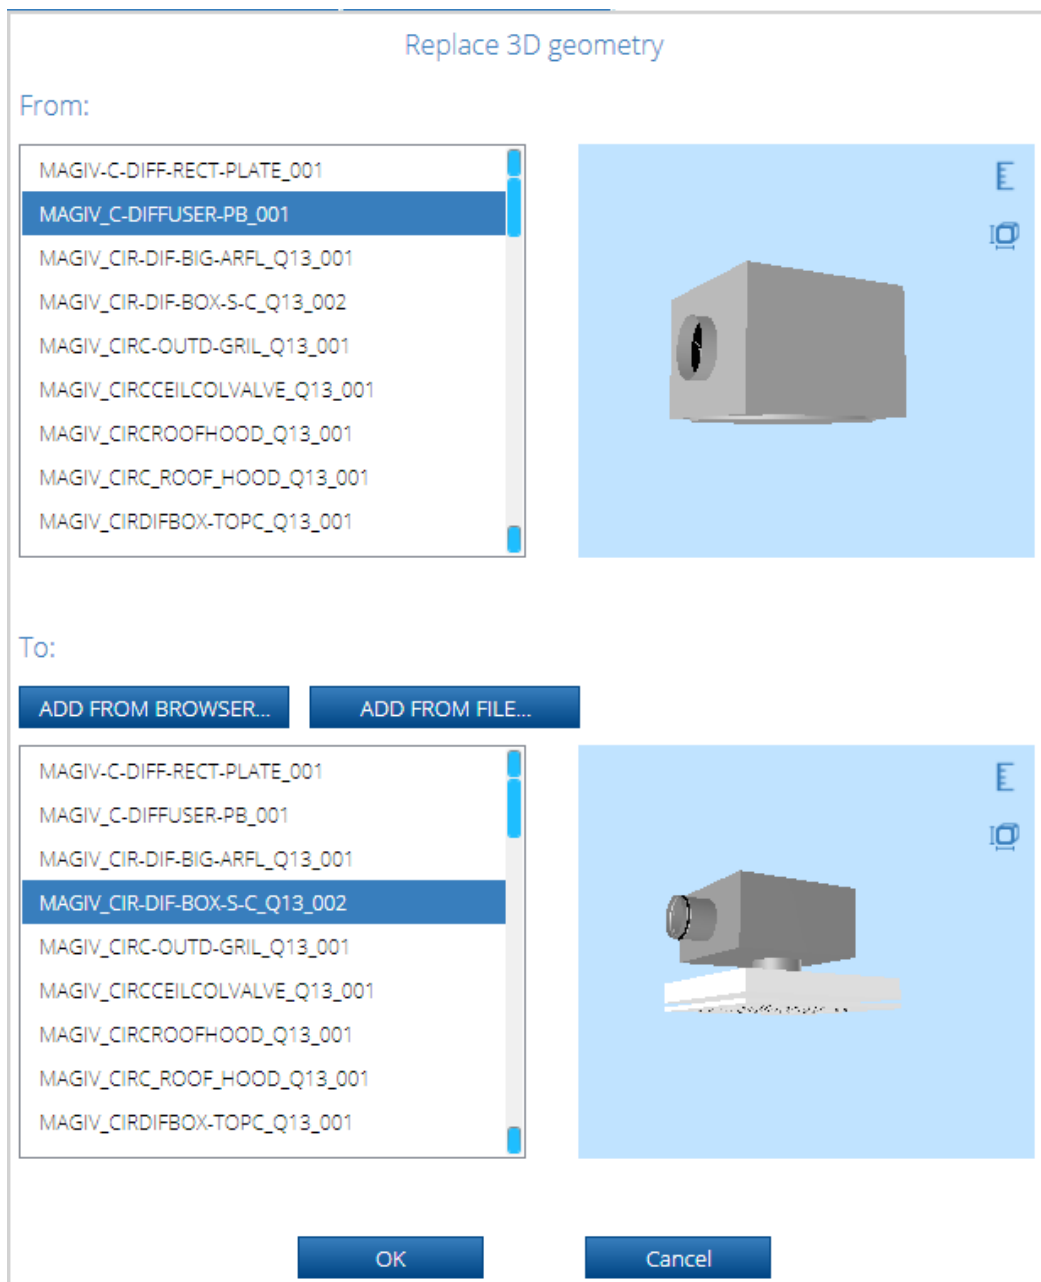 Replace 3D geometry
From:
MAGIV-C-DIFF-RECT-PLATE_001
MAGIV_C-DIFFUSER-PB_001
MAGIV_CIR-DIF-BIG-ARFL_Q13_001
MAGIV_CIR-DIF-BOX-S-C_Q13_002
MAGIV_CIRC-OUTD-GRIL_Q13_001
MAGIV_CIRCCEILCOLVALVE_Q13_001
MAGIV_CIRCROOFHOOD_Q13_001
MAGIV_CIRC_ROOF_HOOD_Q13_001
MAGIV_CIRDIFBOX-TOPC_Q13_001
To:
ADD FROM BROWSER... ADD FROM FILE...
MAGIV-C-DIFF-RECT-PLATE_001
MAGIV_C-DIFFUSER-PB_001
MAGIV_CIR-DIF-BIG-ARFL_Q13_001
MAGIV_CIR-DIF-BOX-S-C_Q13_002
MAGIV_CIRC-OUTD-GRIL_Q13_001
MAGIV_CIRCCEILCOLVALVE_Q13_001
MAGIV_CIRCROOFHOOD_Q13_001
MAGIV_CIRC_ROOF_HOOD_Q13_001
MAGIV_CIRDIFBOX-TOPC_Q13_001
OK Cancel